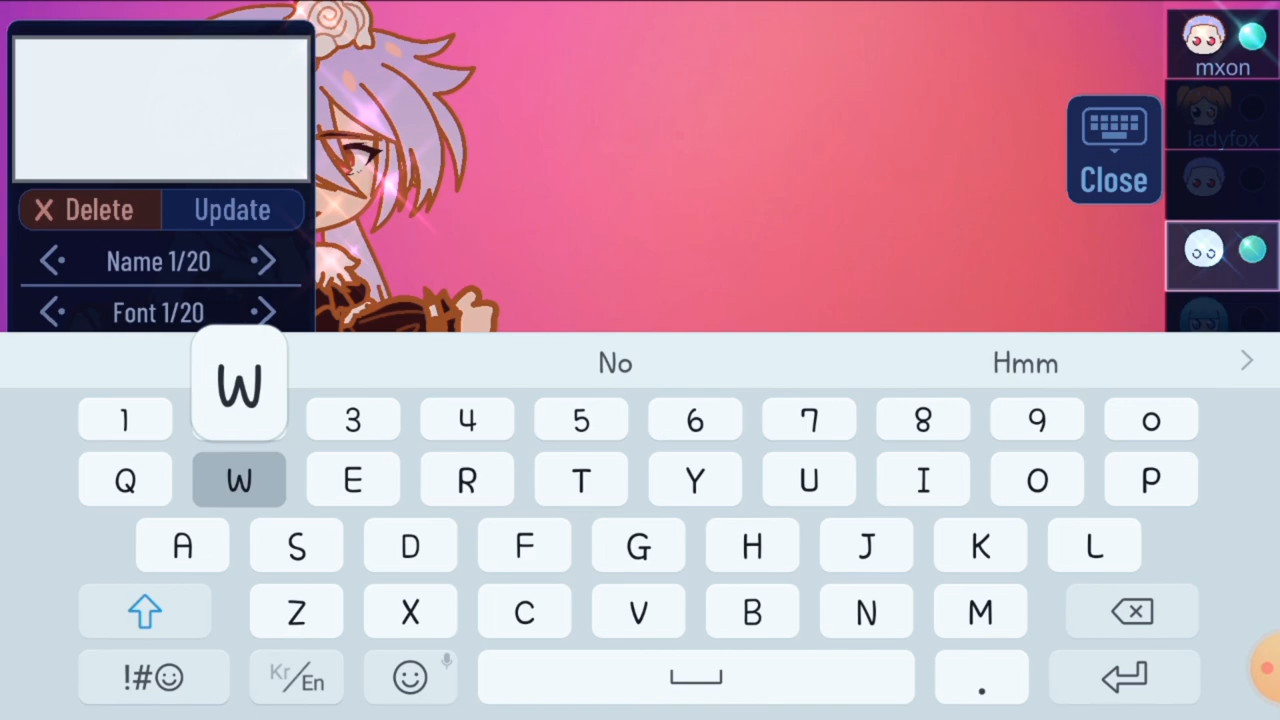 mxon
ladyfox
Close
X Delete
Update
Name 1/20
Font 1/20
W
No
Hmm
1 3 4 5 6 7 8 9 0
Q W E R T Y U I O P
A S D F G H J K L
Z X C V B N M
!#☺ Kr/En .